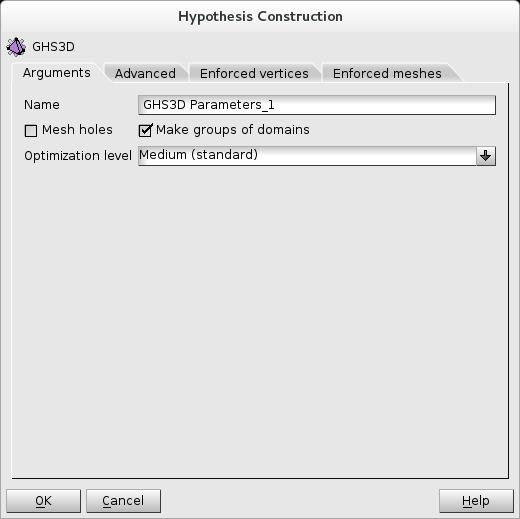 Hypothesis Construction
GHS3D
Arguments Advanced Enforced vertices Enforced meshes
Name GHS3D Parameters_1
Mesh holes Make groups of domains
Optimization level Medium (standard)
OK Cancel Help